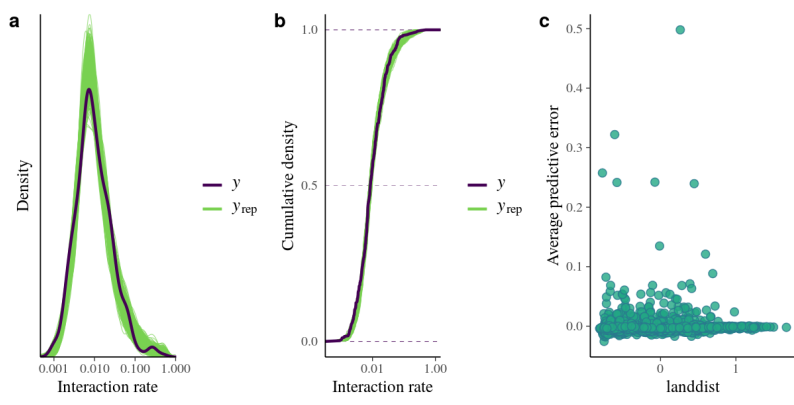 a
Density
0.001 0.010 0.100 1.000
Interaction rate
y
y rep
b
Cumulative density
1.0
0.5
0.0
0.01 1.00
Interaction rate
y
y rep
c
Average predictive error
0.5
0.4
0.3
0.2
0.1
0.0
0 1
landdist